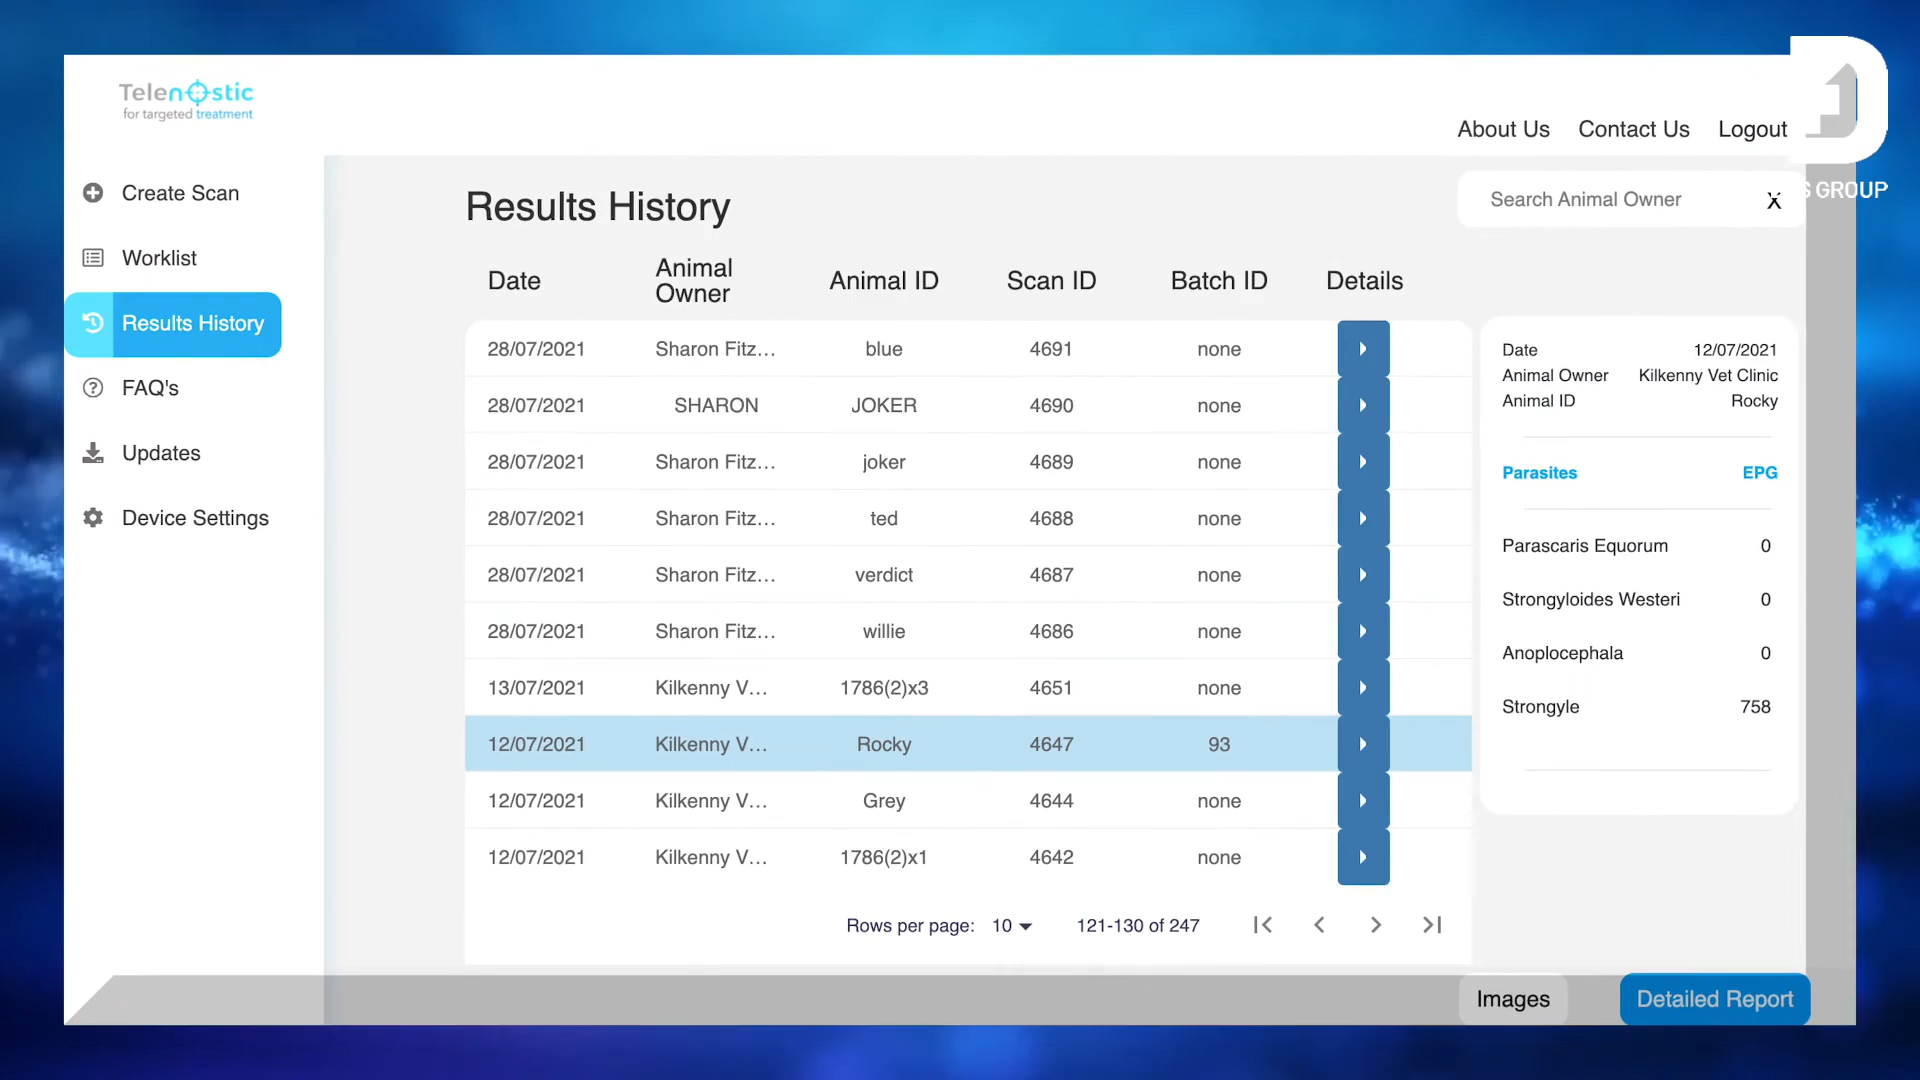 Telenostic
for targeted treatment
About Us Contact Us Logout
S GROUP
Create Scan
Worklist
Results History
FAQ's
Updates
Device Settings
Results History
Search Animal Owner X
Date Animal Owner Animal ID Scan ID Batch ID Details
28/07/2021 Sharon Fitz... blue 4691 none
28/07/2021 SHARON JOKER 4690 none
28/07/2021 Sharon Fitz... joker 4689 none
28/07/2021 Sharon Fitz... ted 4688 none
28/07/2021 Sharon Fitz... verdict 4687 none
28/07/2021 Sharon Fitz... willie 4686 none
13/07/2021 Kilkenny V... 1786(2)x3 4651 none
12/07/2021 Kilkenny V... Rocky 4647 93
12/07/2021 Kilkenny V... Grey 4644 none
12/07/2021 Kilkenny V... 1786(2)x1 4642 none
Rows per page: 10 121-130 of 247
Date 12/07/2021
Animal Owner Kilkenny Vet Clinic
Animal ID Rocky
Parasites EPG
Parascaris Equorum 0
Strongyloides Westeri 0
Anoplocephala 0
Strongyle 758
Images Detailed Report